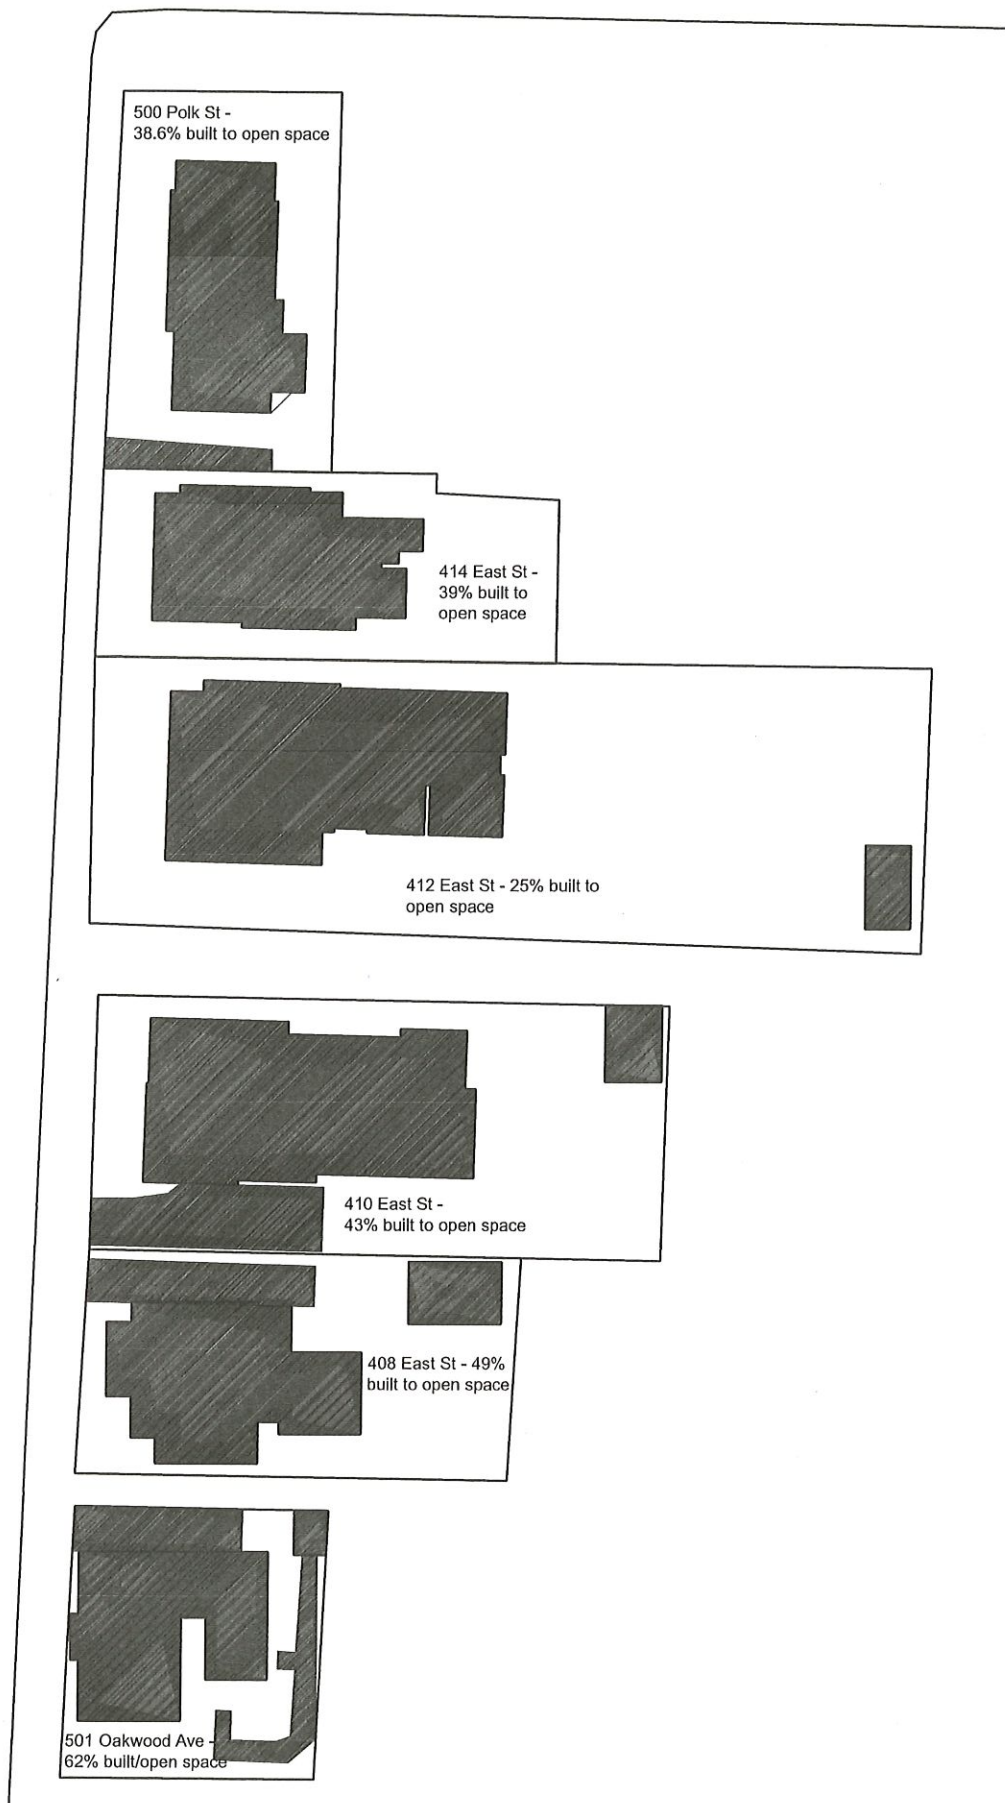 500 Polk St -
38.6% built to open space
414 East St -
39% built to
open space
412 East St - 25% built to
open space
410 East St -
43% built to open space
408 East St - 49%
built to open space
501 Oakwood Ave -
62% built/open space